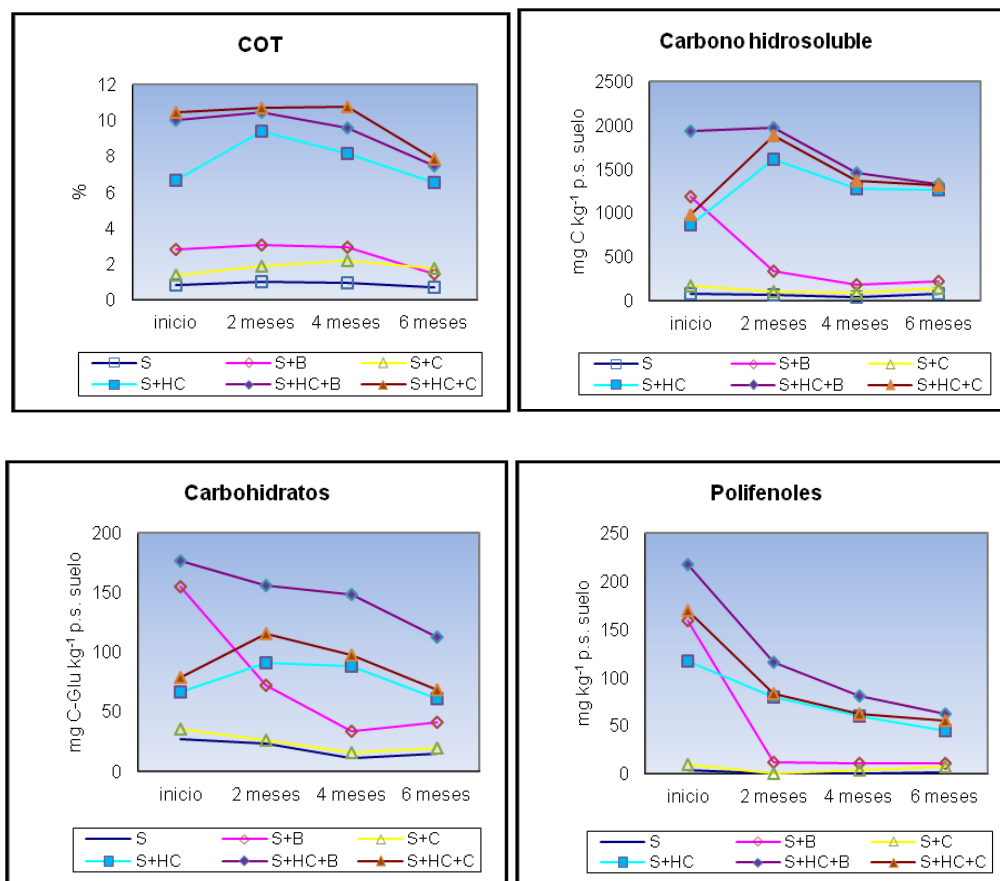 COT
12
10
8
6
4
2
0
%
inicio 2 meses 4 meses 6 meses
S S+B S+C
S+HC S+HC+B S+HC+C
Carbono hidrosoluble
2500
2000
1500
1000
500
0
mg C kg⁻¹ p.s. suelo
inicio 2 meses 4 meses 6 meses
S S+B S+C
S+HC S+HC+B S+HC+C
Carbohidratos
200
150
100
50
0
mg C-Glu kg⁻¹ p.s. suelo
inicio 2 meses 4 meses 6 meses
S S+B S+C
S+HC S+HC+B S+HC+C
Polifenoles
250
200
150
100
50
0
mg kg⁻¹ p.s. suelo
inicio 2 meses 4 meses 6 meses
S S+B S+C
S+HC S+HC+B S+HC+C